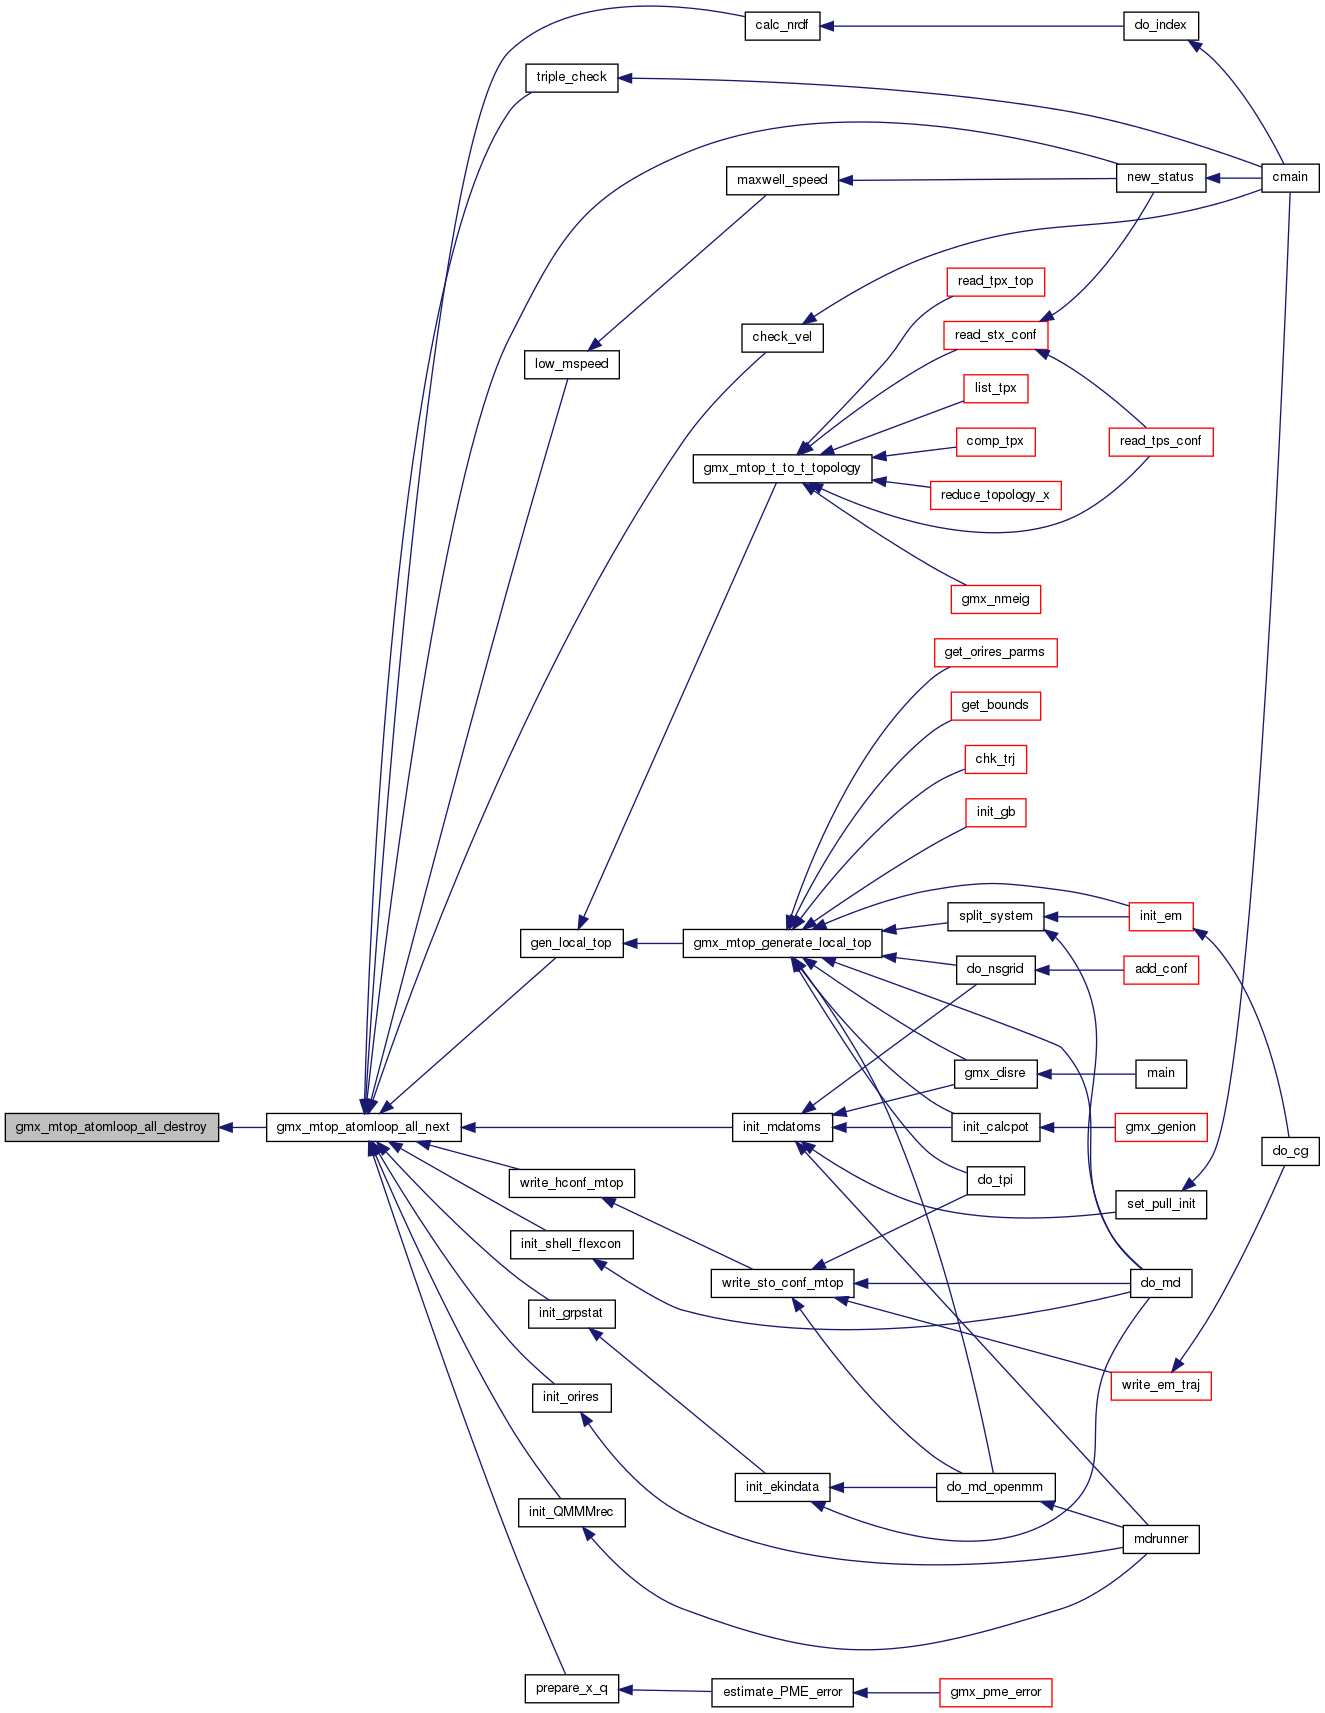 calc_nrdf
do_index
triple_check
maxwell_speed
new_status
cmain
read_tpx_top
check_vel
read_stx_conf
low_mspeed
list_tpx
comp_tpx
read_tps_conf
gmx_mtop_t_to_t_topology
reduce_topology_x
gmx_nmeig
get_orires_parms
get_bounds
chk_trj
init_gb
split_system
init_em
gen_local_top
gmx_mtop_generate_local_top
do_nsgrid
add_conf
gmx_disre
main
gmx_mtop_atomloop_all_destroy
gmx_mtop_atomloop_all_next
init_mdatoms
init_calcpot
gmx_genion
do_cg
write_hconf_mtop
do_tpi
set_pull_init
init_shell_flexcon
write_sto_conf_mtop
do_md
init_grpstat
write_em_traj
init_orires
init_ekindata
do_md_openmm
init_QMMMrec
mdrunner
prepare_x_q
estimate_PME_error
gmx_pme_error